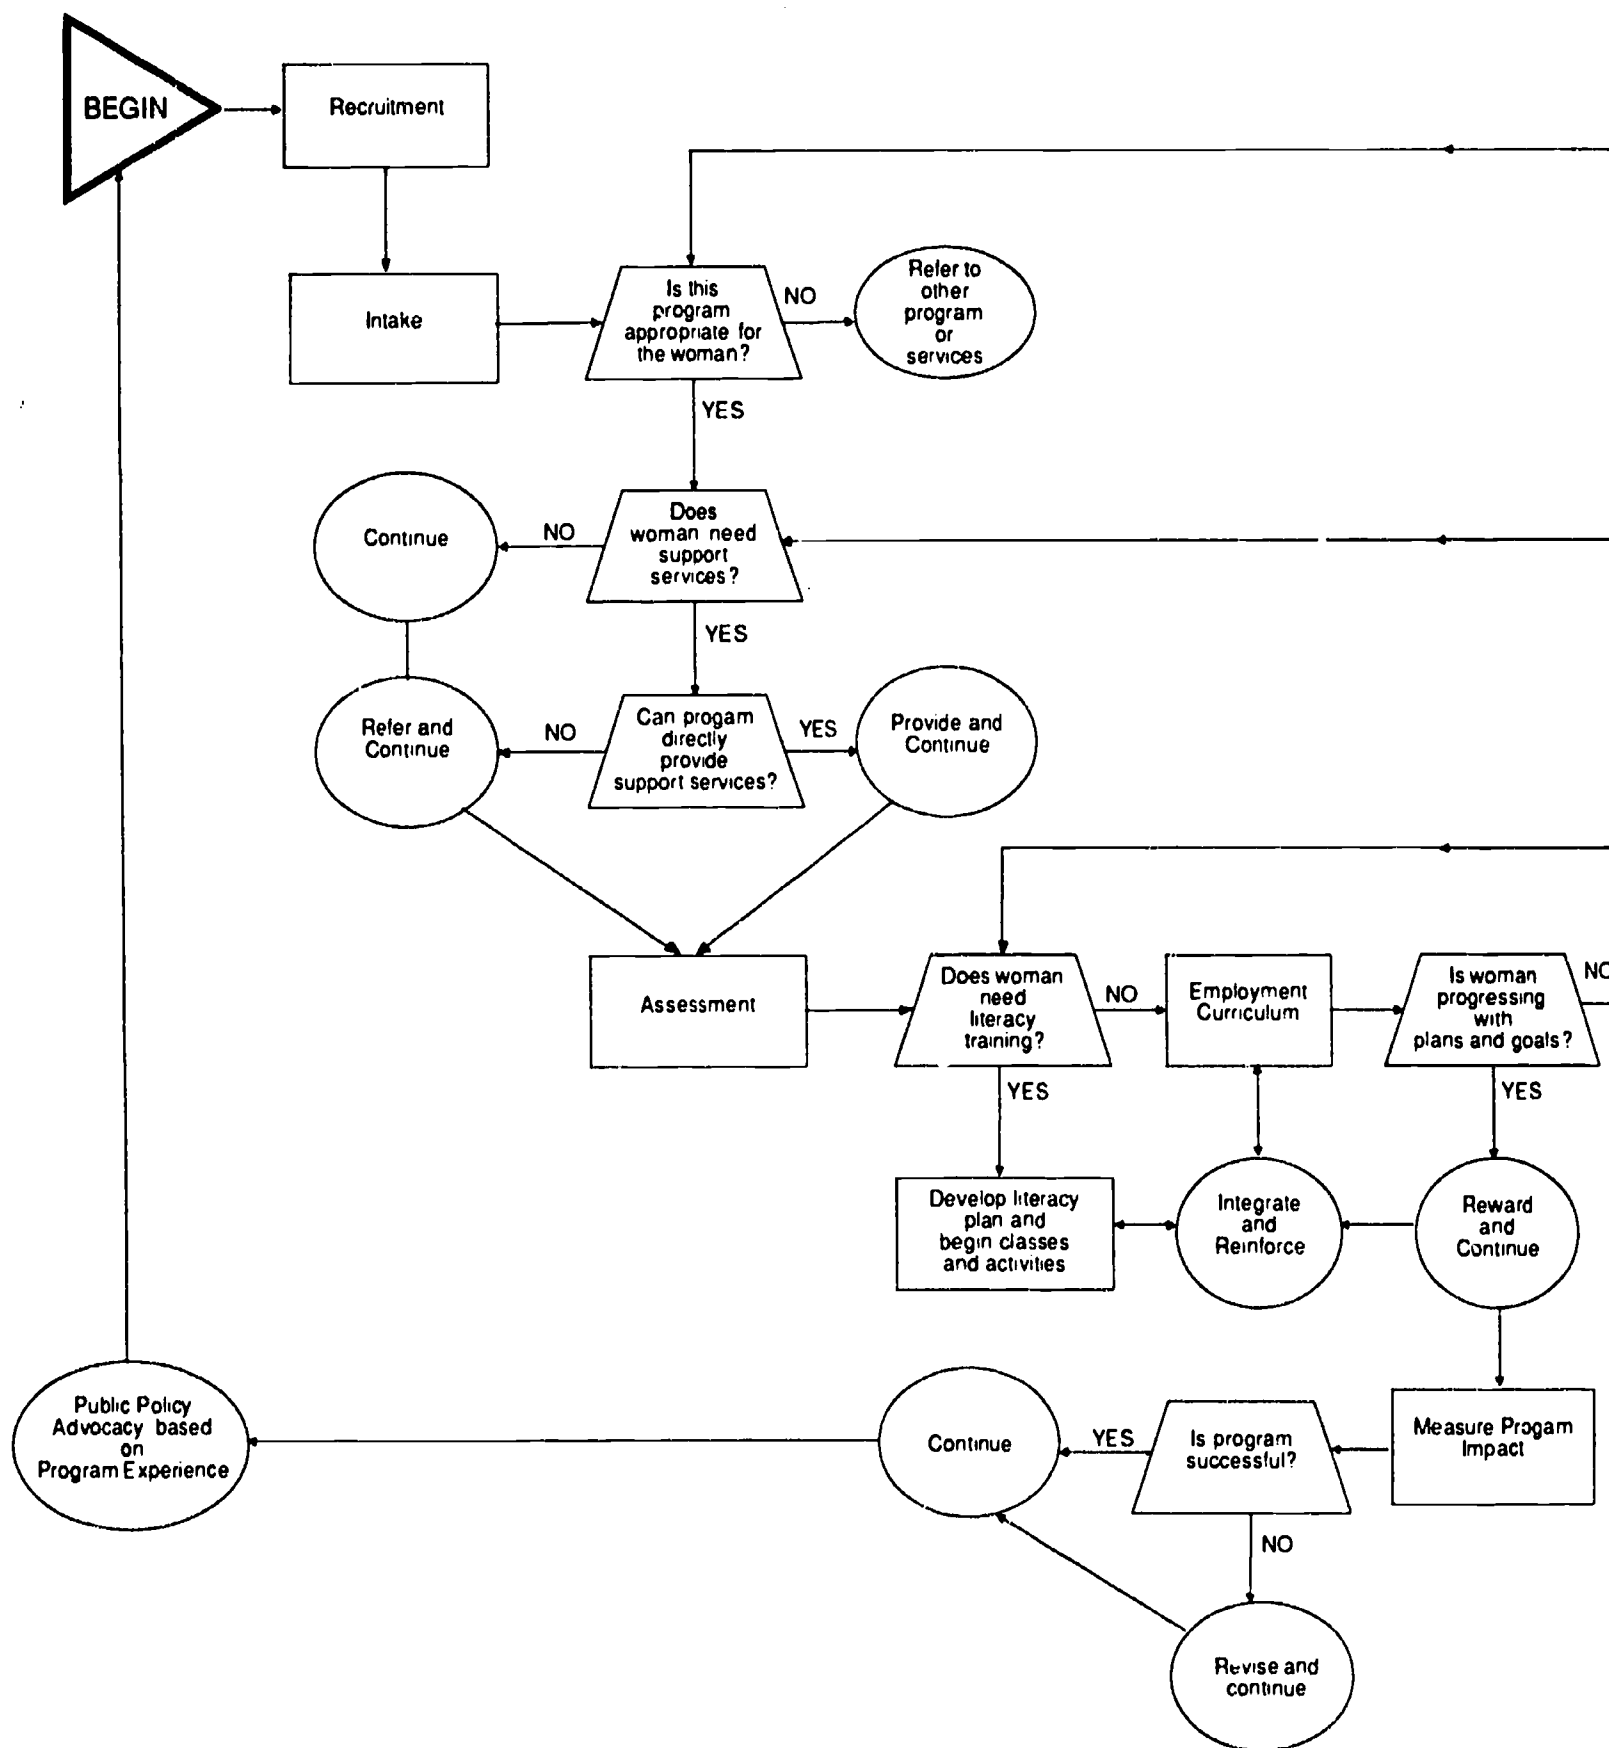 BEGIN
Recruitment
Intake
Is this
program
appropriate for
the woman?
NO
Refer to
other
program
or
services
YES
Continue
NO
Does
woman need
support
services?
YES
Refer and
Continue
NO
Can progam
directly
provide
support services?
YES
Provide and
Continue
Assessment
Does woman
need
literacy
training?
NO
Employment
Curriculum
Is woman
progressing
with
plans and goals?
NO
YES
YES
Develop literacy
plan and
begin classes
and activities
Integrate
and
Reinforce
Reward
and
Continue
Public Policy
Advocacy based
on
Program Experience
Continue
YES
Is program
successful?
Measure Progam
Impact
NO
Revise and
continue